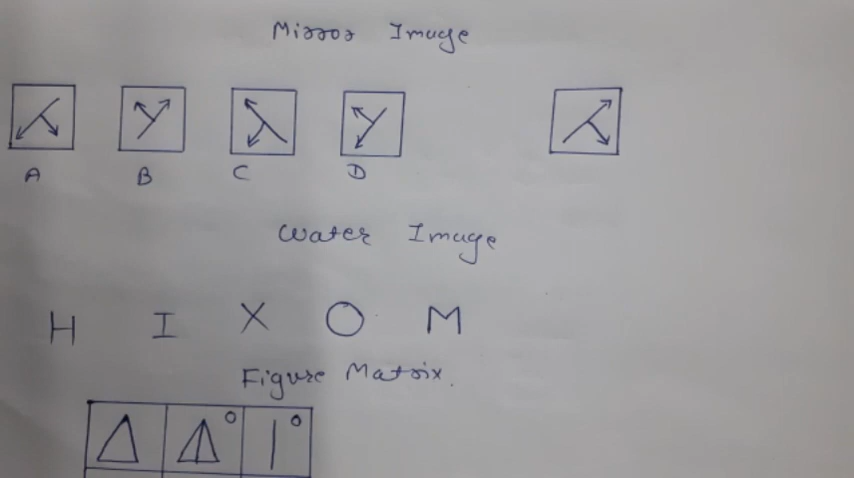 Mirror Image
A B C D
Water Image
H I X O M
Figure Matrix.